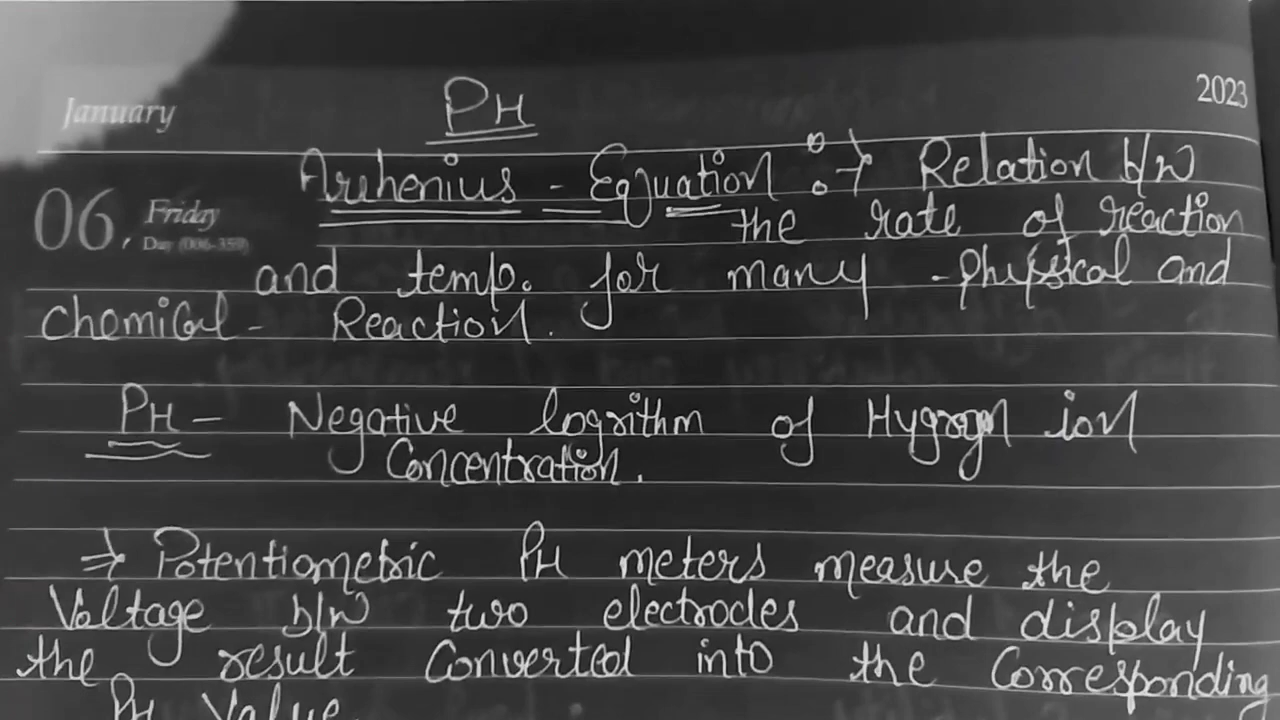 January PH 2023
Arrhenius - Equation :→ Relation b/w
06, Friday the rate of reaction
Day (006-359)
and temp. for many - physical and
chemical - Reaction.
PH - Negative logrithm of Hygrogn ion
Concentration.
⇒ Potentiometric PH meters measure the
Voltage b/w two electrodes and display
the result Converted into the Corresponding
PH Value.